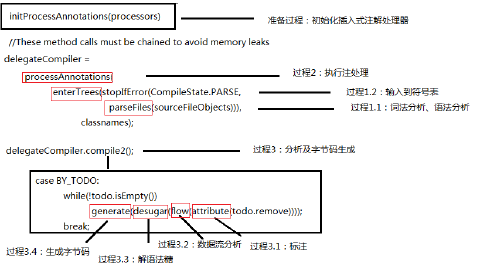 initProcessAnnotations(processors)
准备过程：初始化插入式注解处理器
//These method calls must be chained to avoid memory leaks
delegateCompiler =
processAnnotations
过程2：执行注处理
enterTrees(stoplfError(CompileState.PARSE,
过程1.2：输入到符号素
parseFiles(sourceFileObjects))),
过程1.1：词法分析、语法分析
classnames);
delegateCompiler.compile2();
过程3：分析及字节码生成
case BY_TODO:
while(!todo.isEmpty())
generate(desugar(flow(attribute(todo.remove))));
break;
过程3.4：生成字节码
过程3.3：解语法糖
过程3.2：数据流分析
过程3.1：标注